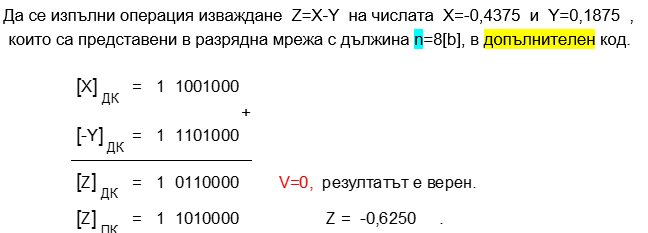 Да се изпълни операция изваждане Z=X-Y на числата X=-0,4375 и Y=0,1875 ,
които са представени в разрядна мрежа с дължина n=8[b], в допълнителен код.
[X]ДК = 1 1001000
+
[-Y]ДК = 1 1101000
[Z]ДК = 1 0110000 V=0, резултатът е верен.
[Z]ПК = 1 1010000 Z = -0,6250 .